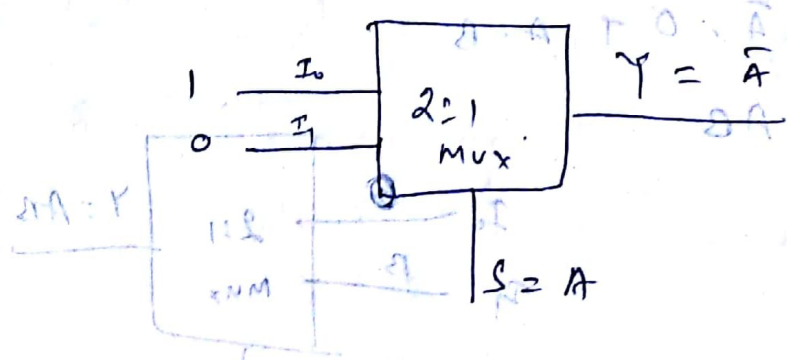 1 I₀
0 I₁
2:1
MUX
Y = Ā
S = A